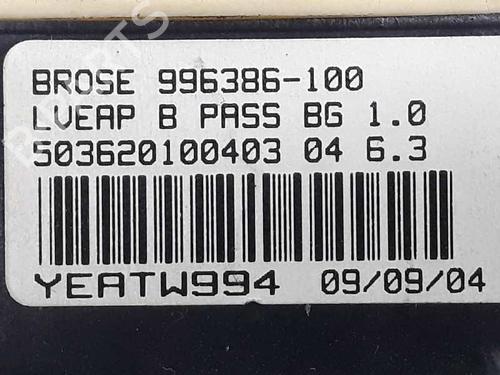 BROSE 996386-100
LVEAP B PASS BG 1.0
503620100403 04 6.3
YEATW994 09/09/04